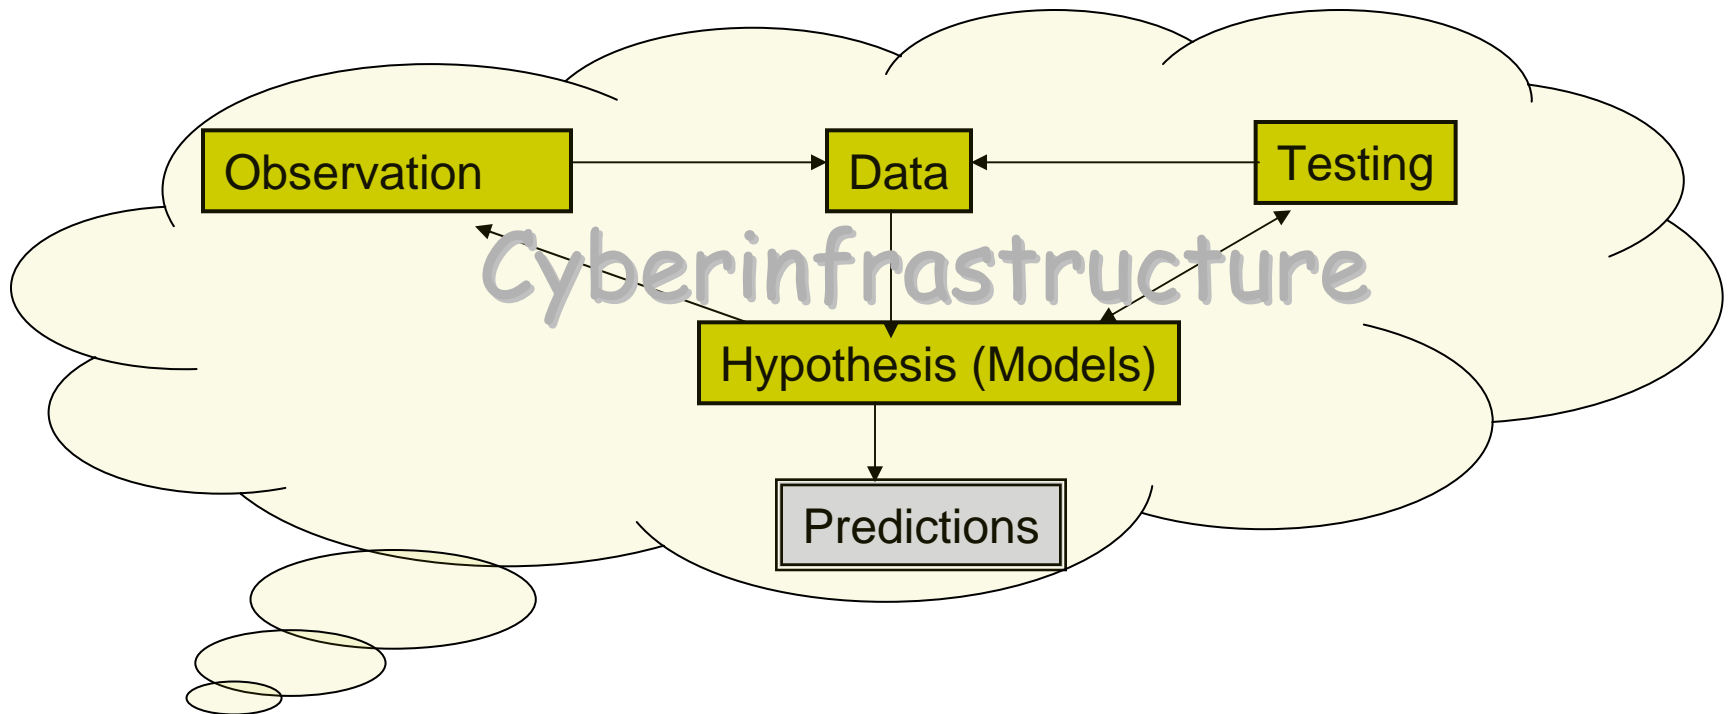 Observation
Data
Testing
Cyberinfrastructure
Hypothesis (Models)
Predictions